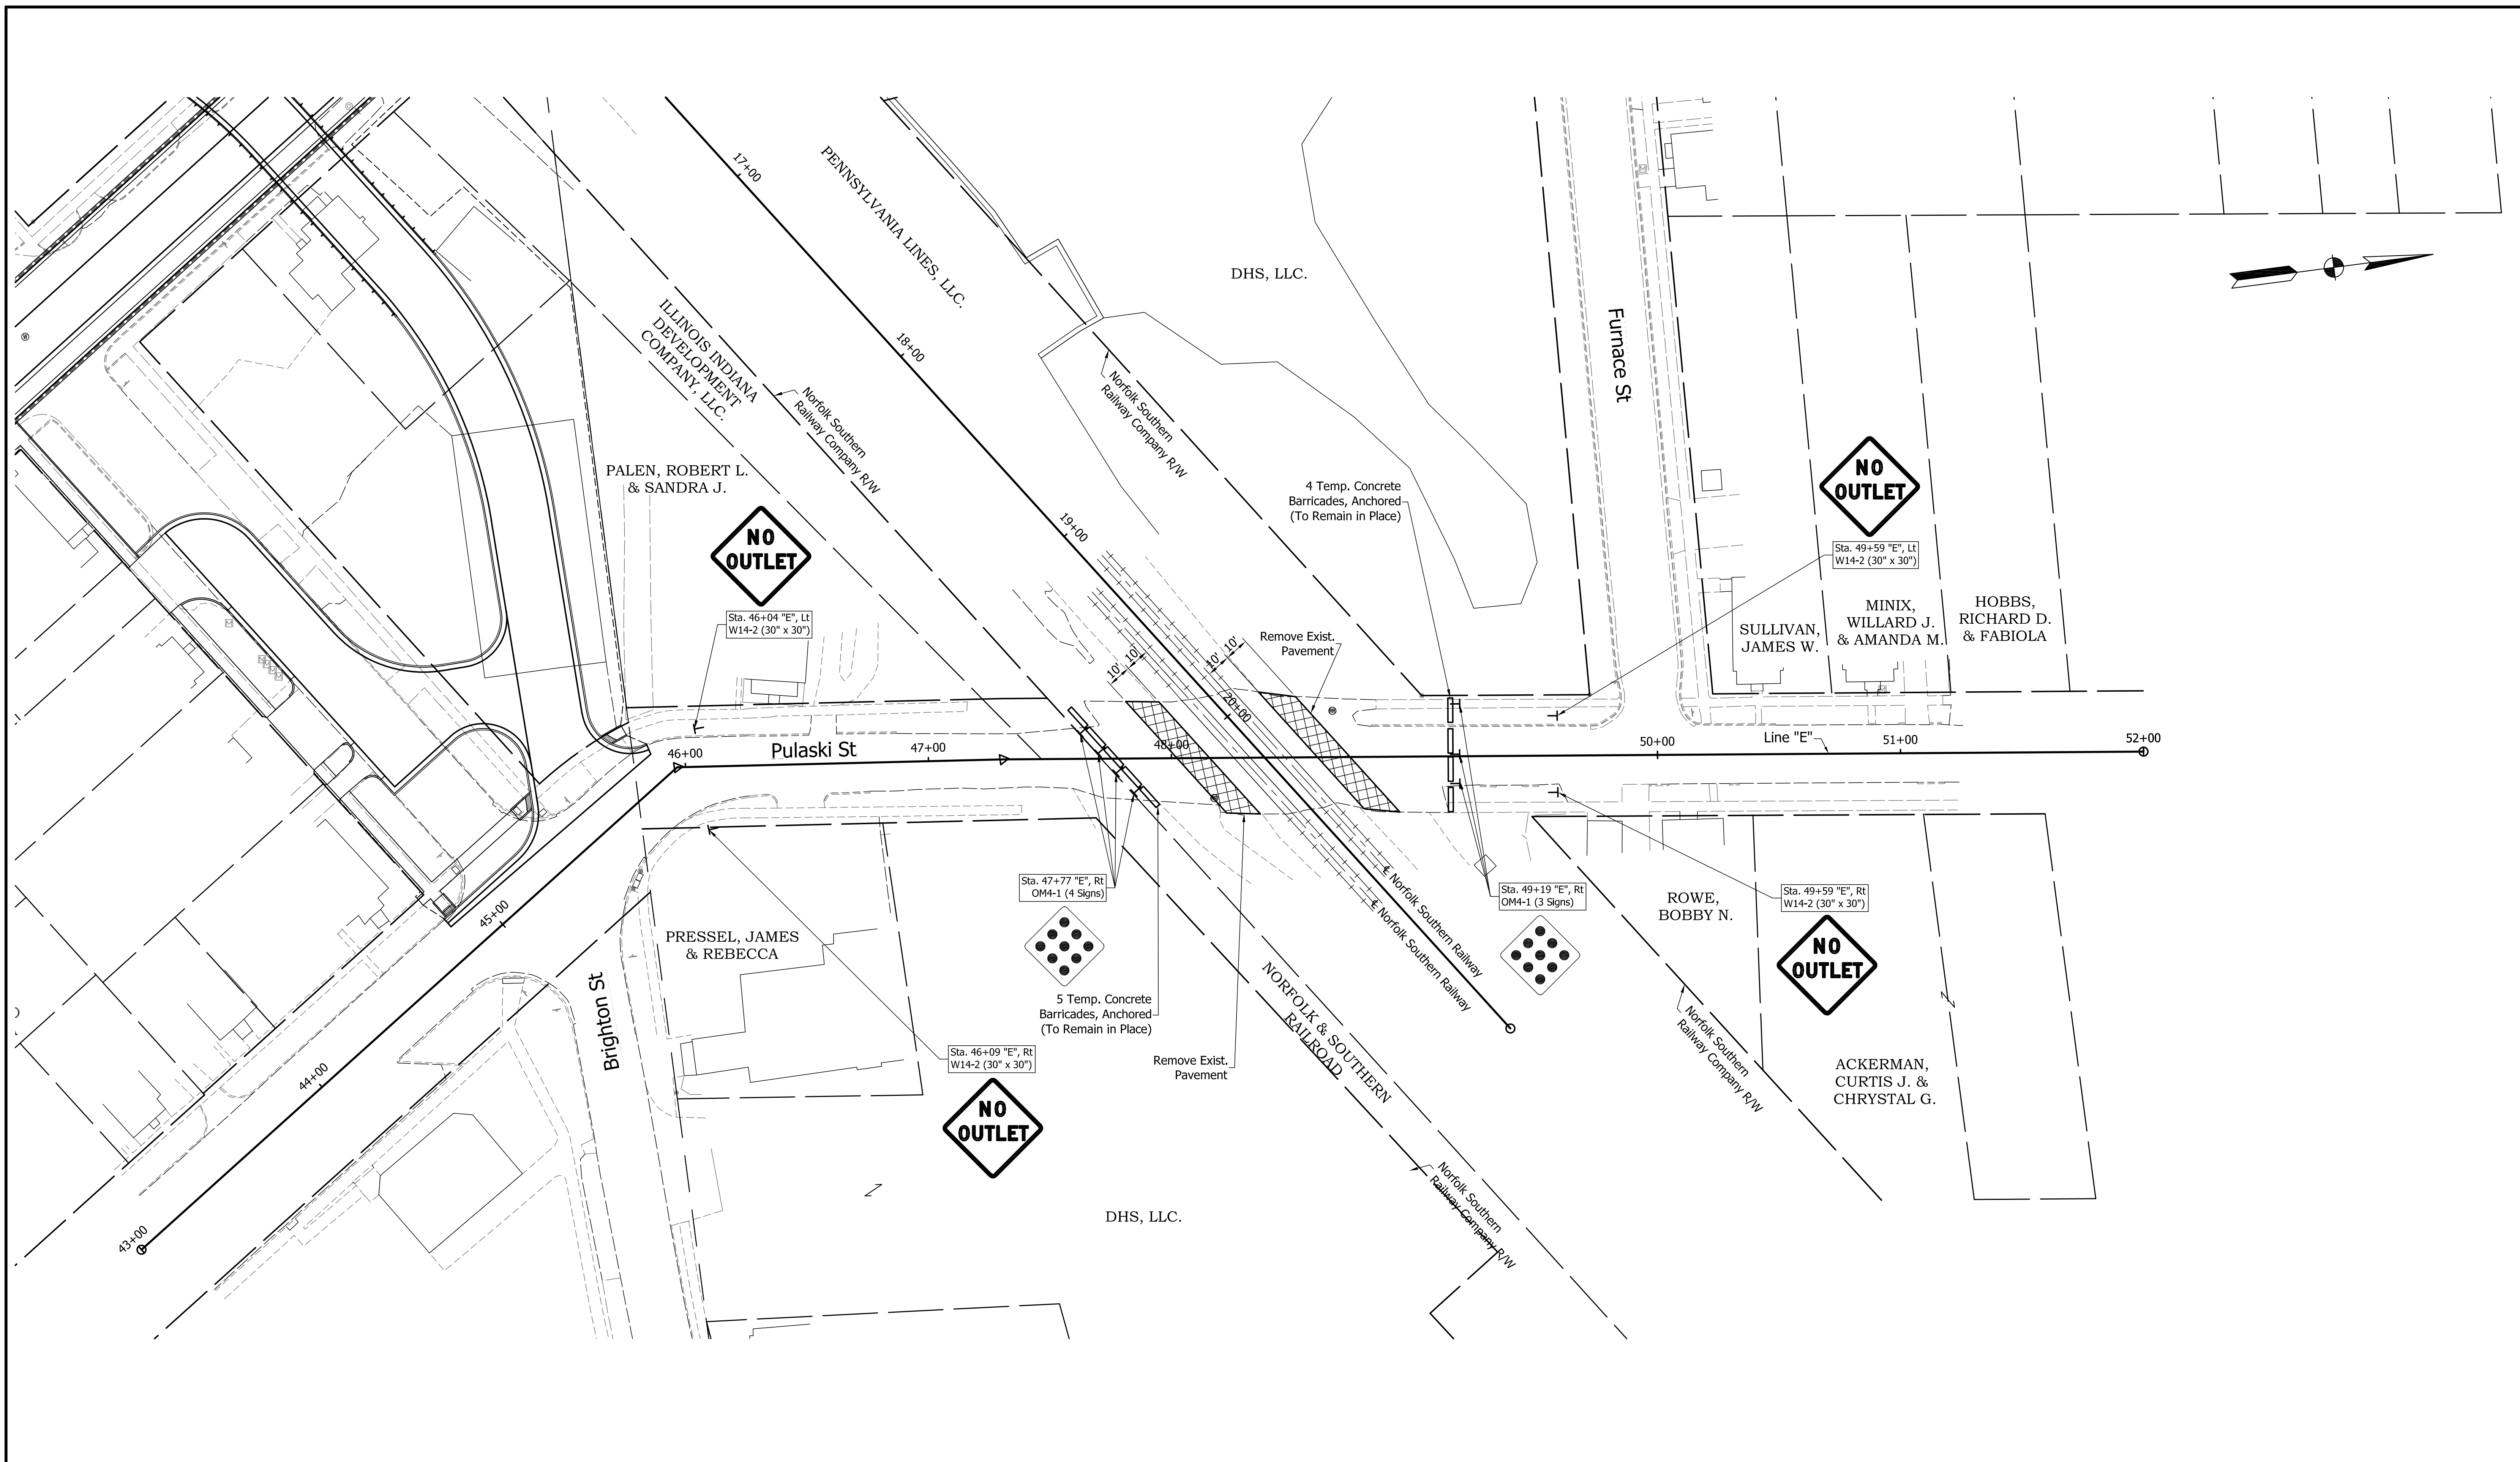 17+00
PENNSYLVANIA LINES, LLC.
DHS, LLC.
ILLINOIS INDIANA
DEVELOPMENT
COMPANY, LLC.
18+00
Norfolk Southern
Railway Company R/W
Norfolk Southern
Railway Company R/W
Furnace St
PALEN, ROBERT L.
& SANDRA J.
NO
OUTLET
Sta. 46+04 "E", Lt
W14-2 (30" x 30")
19+00
4 Temp. Concrete
Barricades, Anchored
(To Remain in Place)
NO
OUTLET
Sta. 49+59 "E", Lt
W14-2 (30" x 30")
SULLIVAN,
JAMES W.
MINIX,
WILLARD J.
& AMANDA M.
HOBBS,
RICHARD D.
& FABIOLA
Remove Exist.
Pavement
10'
10'
10'
10'
20+00
46+00
Pulaski St
47+00
48+00
50+00
Line "E"
51+00
52+00
45+00
44+00
43+00
Brighton St
PRESSEL, JAMES
& REBECCA
Sta. 47+77 "E", Rt
OM4-1 (4 Signs)
5 Temp. Concrete
Barricades, Anchored
(To Remain in Place)
Remove Exist.
Pavement
℄ Norfolk Southern Railway
℄ Norfolk Southern Railway
Sta. 49+19 "E", Rt
OM4-1 (3 Signs)
ROWE,
BOBBY N.
Sta. 49+59 "E", Rt
W14-2 (30" x 30")
NO
OUTLET
NORFOLK & SOUTHERN
RAILROAD
Norfolk Southern
Railway Company R/W
Sta. 46+09 "E", Rt
W14-2 (30" x 30")
NO
OUTLET
ACKERMAN,
CURTIS J. &
CHRYSTAL G.
DHS, LLC.
Norfolk Southern
Railway Company R/W